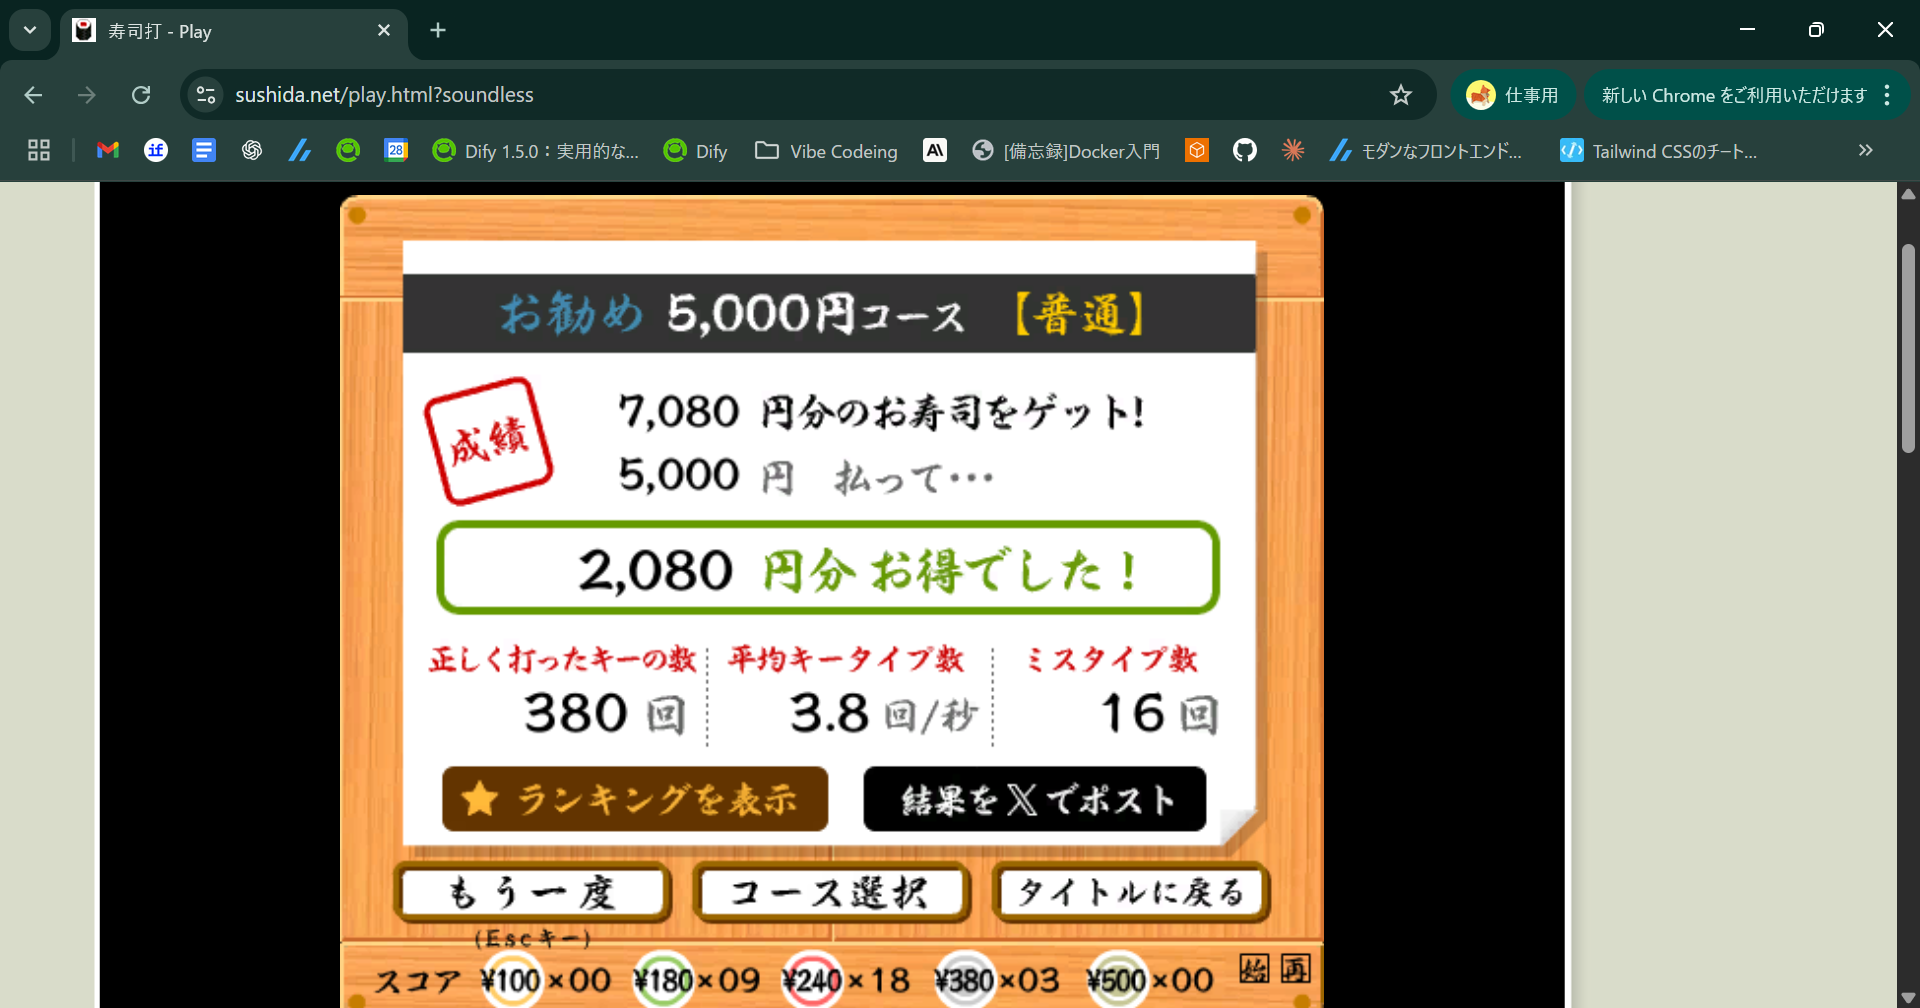 寿司打 - Play
sushida.net/play.html?soundless
仕事用
新しい Chrome をご利用いただけます
if
28
Dify 1.5.0：実用的な...
Dify
Vibe Codeing
[備忘録]Docker入門
モダンなフロントエンド...
Tailwind CSSのチート...
お勧め 5,000円コース 【普通】
成績
7,080 円分のお寿司をゲット!
5,000 円 払って…
2,080 円分 お得でした！
正しく打ったキーの数 平均キータイプ数 ミスタイプ数
380 回 3.8 回/秒 16 回
ランキングを表示 結果を𝕏でポスト
もう一度 コース選択 タイトルに戻る
(Escキー)
スコア ¥100×00 ¥180×09 ¥240×18 ¥380×03 ¥500×00 始 再